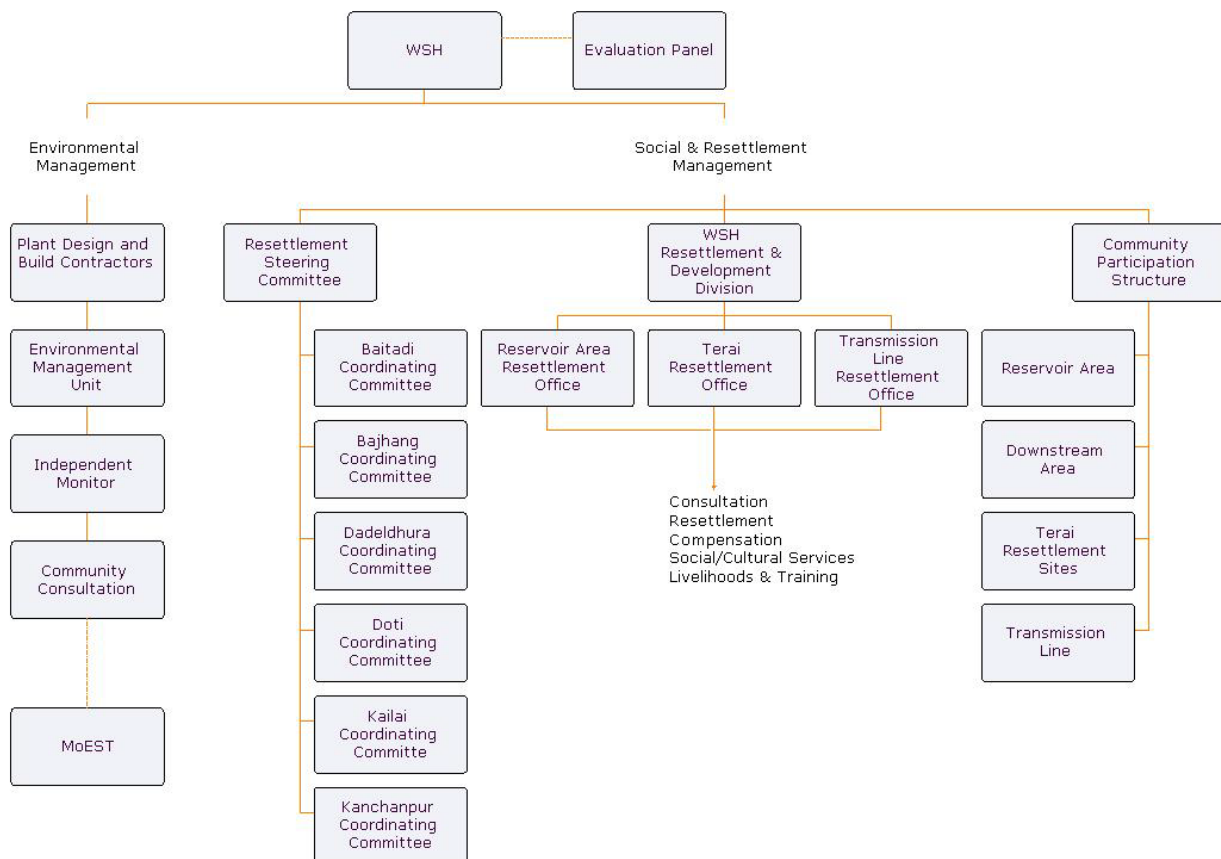 WSH
Evaluation Panel
Environmental
Management
Social & Resettlement
Management
Plant Design and
Build Contractors
Environmental
Management
Unit
Independent
Monitor
Community
Consultation
MoEST
Resettlement
Steering
Committee
Baitadi
Coordinating
Committee
Bajhang
Coordinating
Committee
Dadeldhura
Coordinating
Committee
Doti
Coordinating
Committee
Kailai
Coordinating
Committe
Kanchanpur
Coordinating
Committee
WSH
Resettlement &
Development
Division
Reservoir Area
Resettlement
Office
Terai
Resettlement
Office
Transmission
Line
Resettlement
Office
Consultation
Resettlement
Compensation
Social/Cultural Services
Livelihoods & Training
Community
Participation
Structure
Reservoir Area
Downstream
Area
Terai
Resettlement
Sites
Transmission
Line